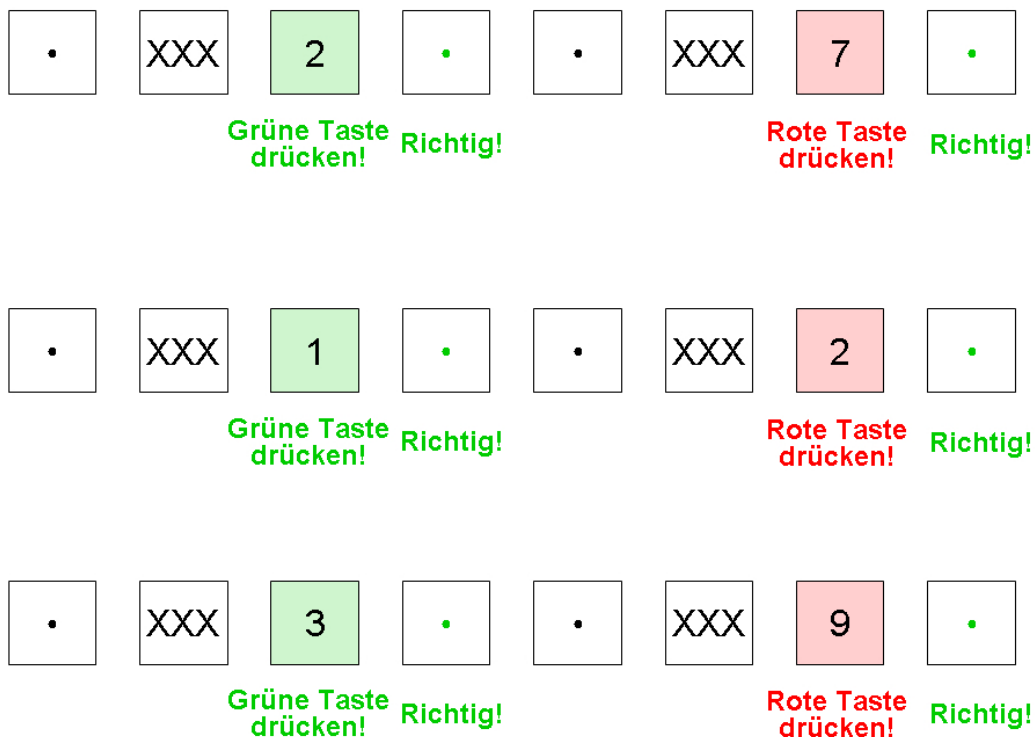 XXX 2 XXX 7
Grüne Taste drücken! Richtig! Rote Taste drücken! Richtig!
XXX 1 XXX 2
Grüne Taste drücken! Richtig! Rote Taste drücken! Richtig!
XXX 3 XXX 9
Grüne Taste drücken! Richtig! Rote Taste drücken! Richtig!